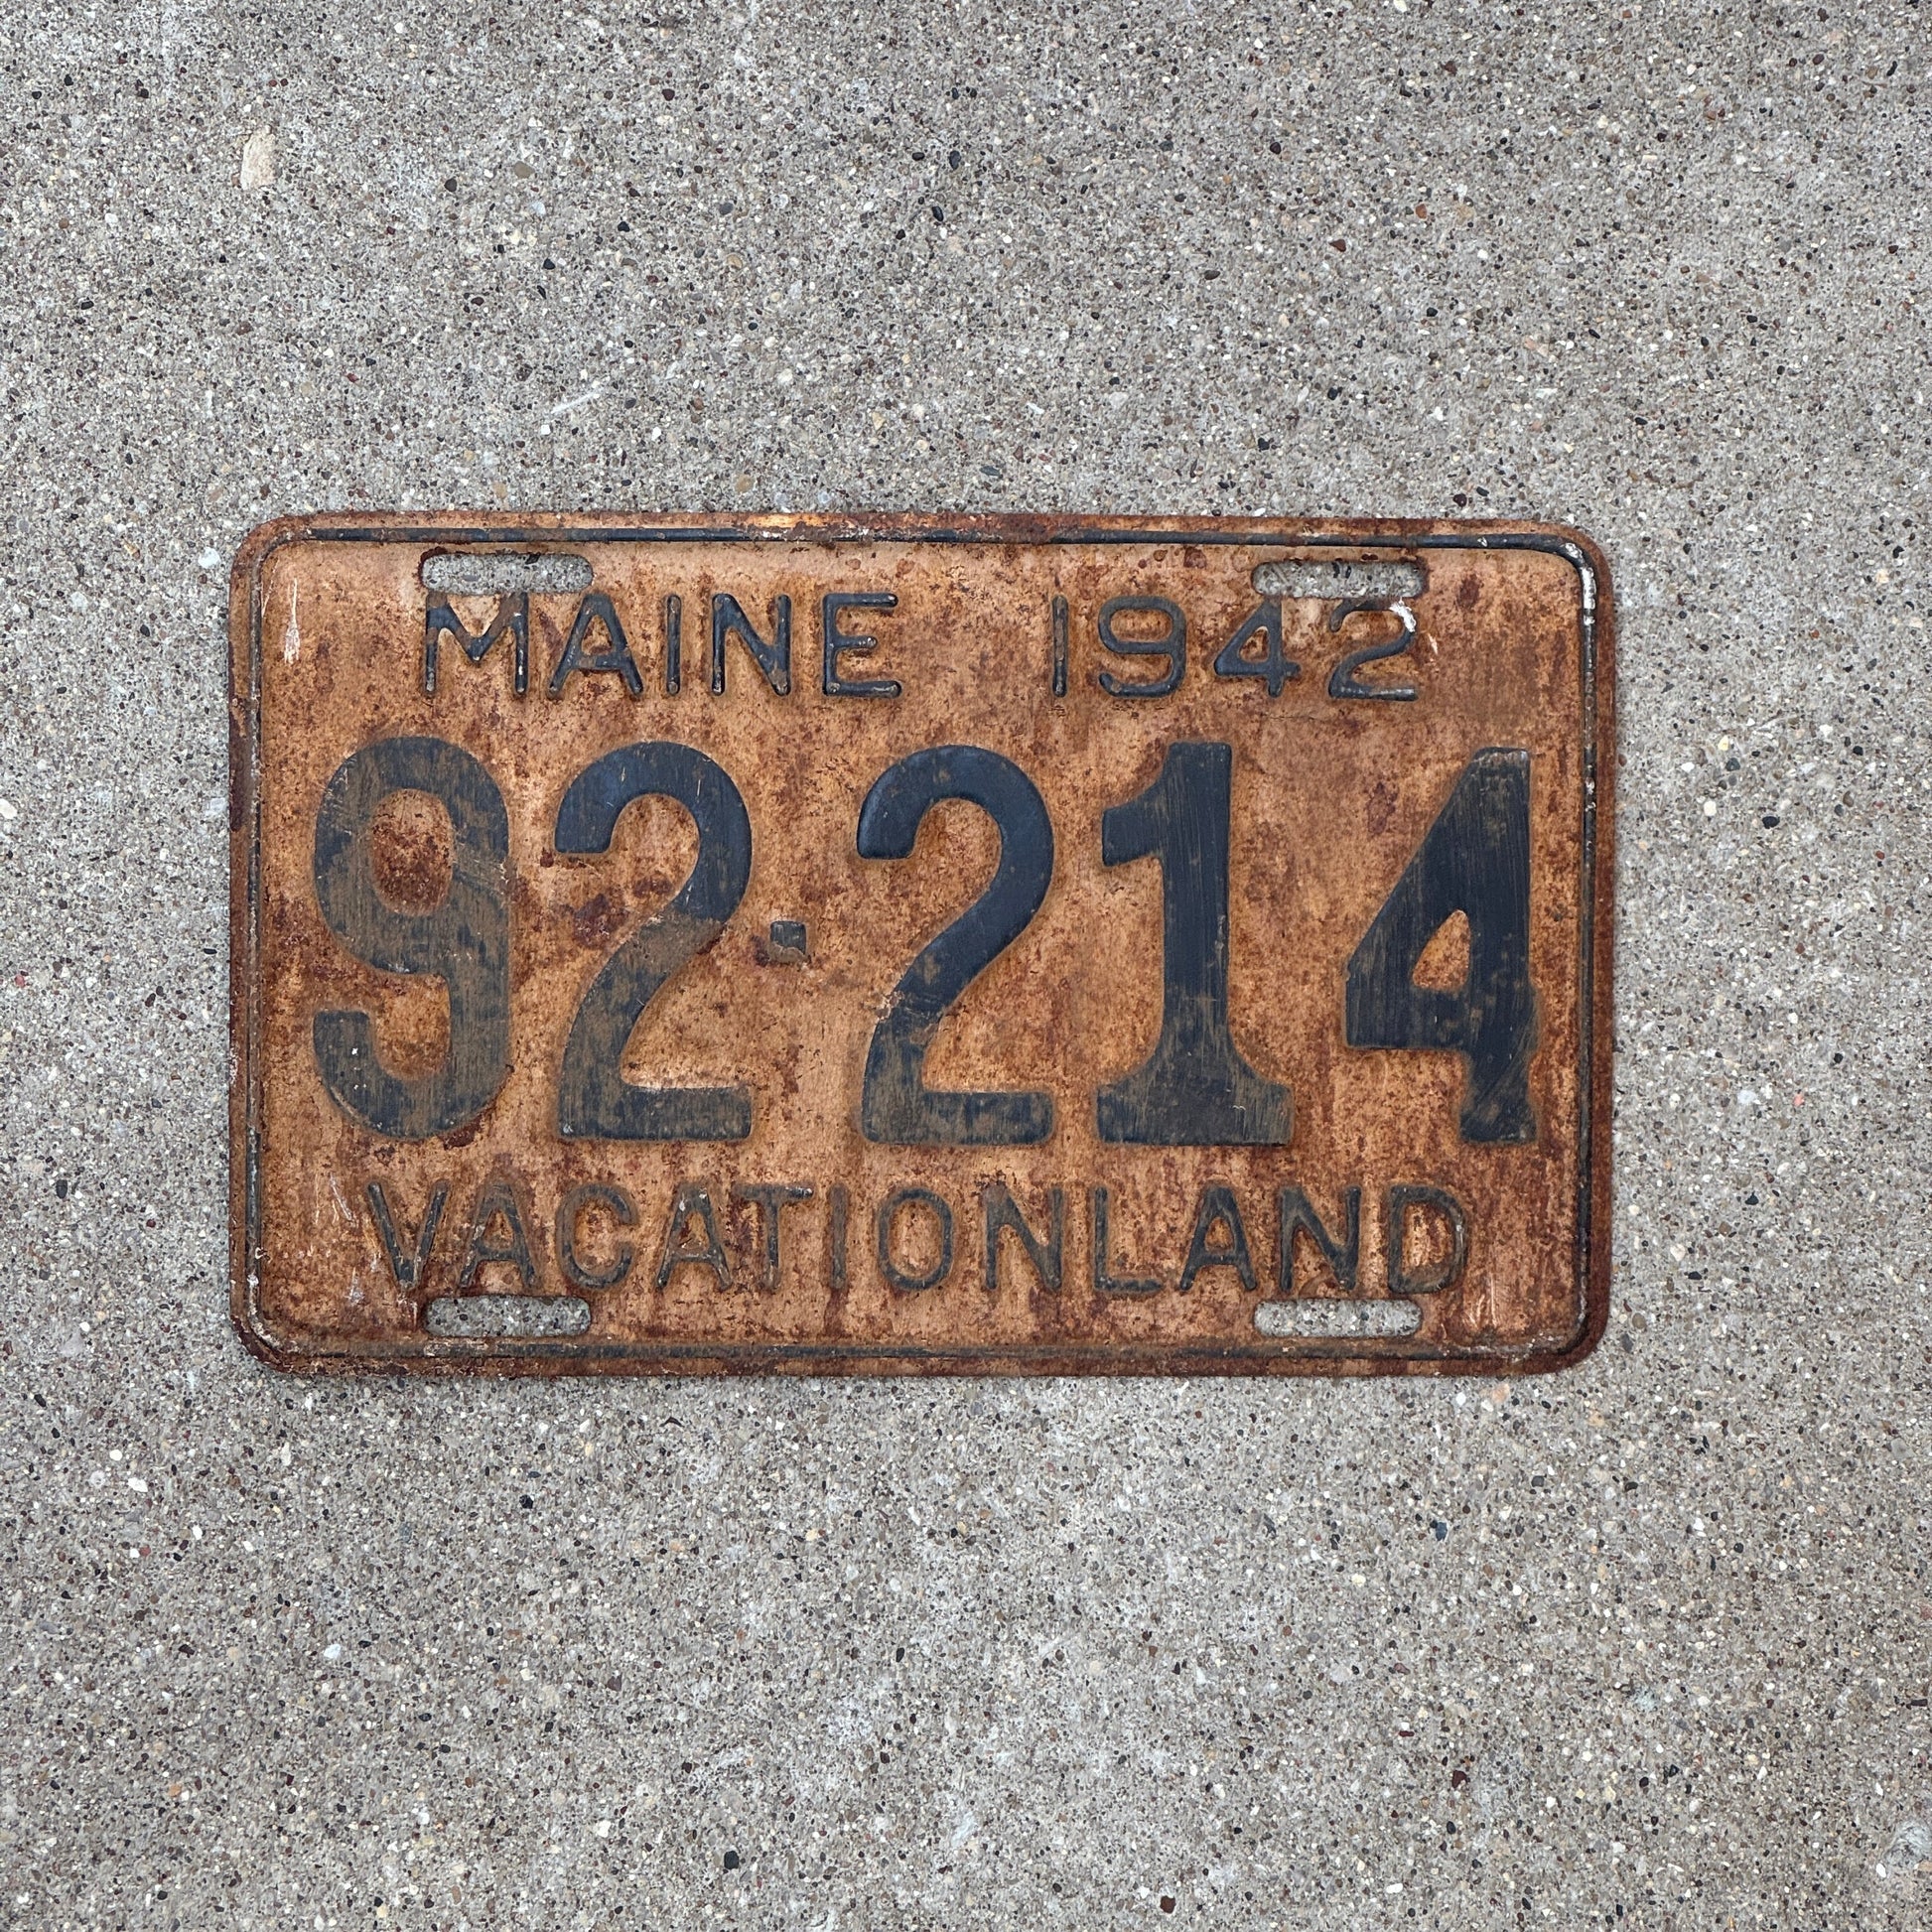 MAINE 1942
92·214
VACATIONLAND